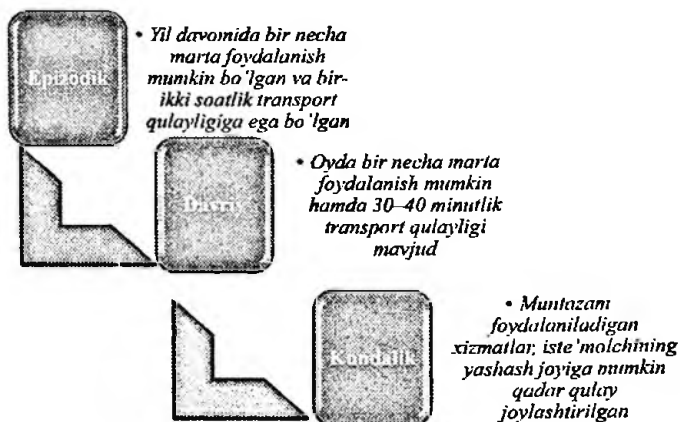 Epizodik
• Yil davomida bir necha
marta foydalanish
mumkin bo'lgan va bir-
ikki soatlik transport
qulayligiga ega bo'lgan
Davriy
• Oyda bir necha marta
foydalanish mumkin
hamda 30–40 minutlik
transport qulayligi
mavjud
Kundalik
• Muntazam
foydalaniladigan
xizmatlar, iste'molchining
yashash joyiga mumkin
qadar qulay
joylashtirilgan